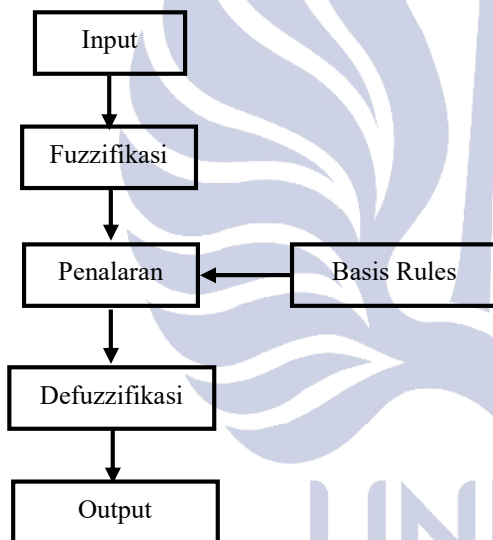 Input
Fuzzifikasi
Penalaran
Basis Rules
Defuzzifikasi
Output